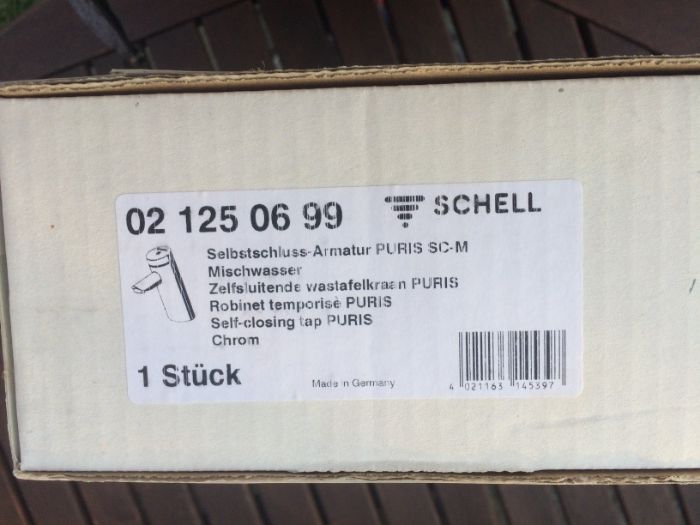 02 125 06 99
SCHELL
Selbstschluss-Armatur PURIS SC-M
Mischwasser
Zelfsluitende wastafelkraan PURIS
Robinet temporisè PURIS
Self-closing tap PURIS
Chrom
1 Stück
Made in Germany
4 021163 145397